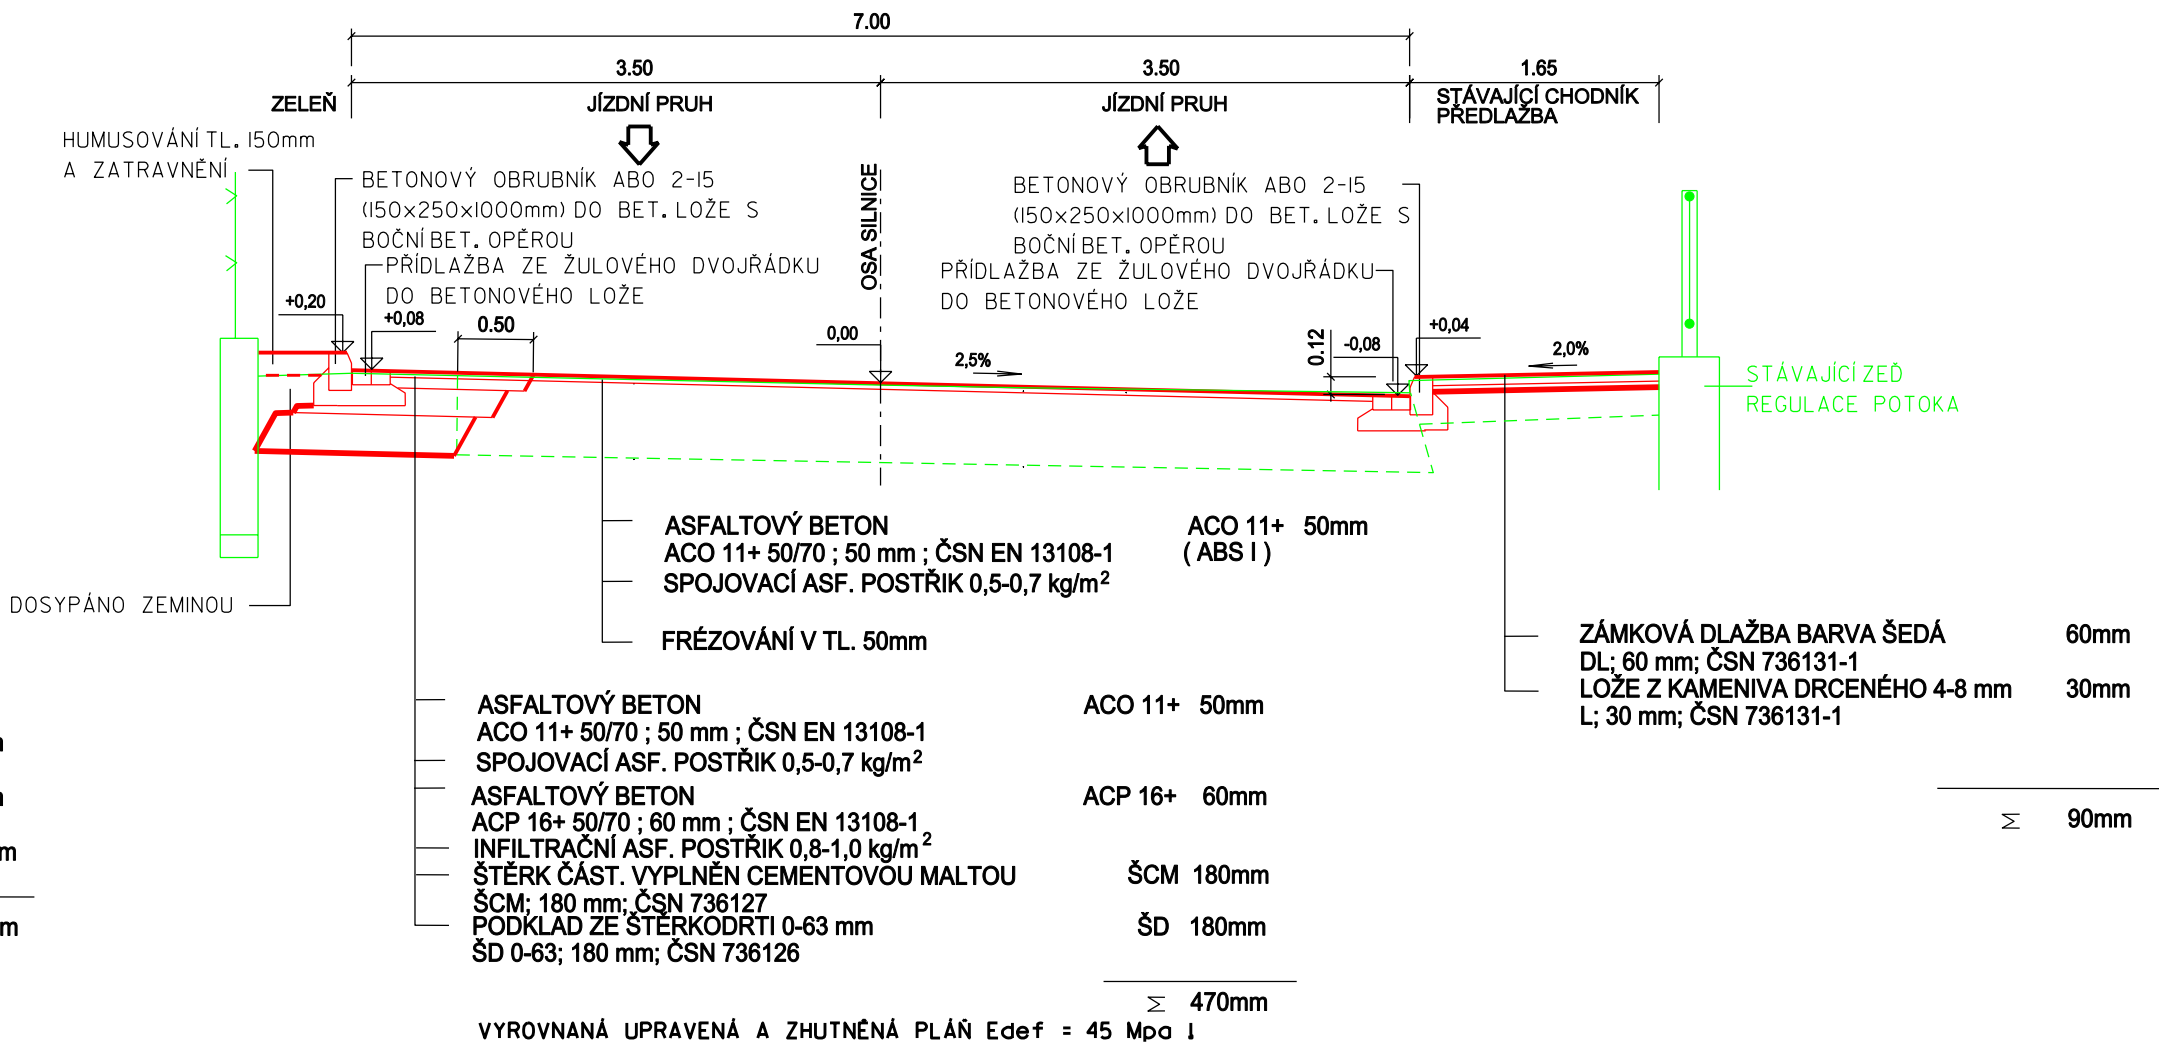 7.00
3.50
3.50
1.65
ZELEŇ
JÍZDNÍ PRUH
JÍZDNÍ PRUH
STÁVAJÍCÍ CHODNÍK
PŘEDLAŽBA
HUMUSOVÁNÍ TL. 150mm
A ZATRAVNĚNÍ
BETONOVÝ OBRUBNÍK ABO 2-15
(150x250x1000mm) DO BET. LOŽE S
BOČNÍ BET. OPĚROU
PŘÍDLAŽBA ZE ŽULOVÉHO DVOJŘÁDKU
DO BETONOVÉHO LOŽE
OSA SILNICE
BETONOVÝ OBRUBNÍK ABO 2-15
(150x250x1000mm) DO BET. LOŽE S
BOČNÍ BET. OPĚROU
PŘÍDLAŽBA ZE ŽULOVÉHO DVOJŘÁDKU
DO BETONOVÉHO LOŽE
+0,20
+0,08
0.50
0,00
2,5%
0.12
-0,08
+0,04
2,0%
STÁVAJÍCÍ ZEĎ
REGULACE POTOKA
DOSYPÁNO ZEMINOU
ASFALTOVÝ BETON ACO 11+ 50mm
ACO 11+ 50/70 ; 50 mm ; ČSN EN 13108-1 ( ABS I )
SPOJOVACÍ ASF. POSTŘIK 0,5-0,7 kg/m²
FRÉZOVÁNÍ V TL. 50mm
ZÁMKOVÁ DLAŽBA BARVA ŠEDÁ 60mm
DL; 60 mm; ČSN 736131-1
LOŽE Z KAMENIVA DRCENÉHO 4-8 mm 30mm
L; 30 mm; ČSN 736131-1
Σ 90mm
ASFALTOVÝ BETON ACO 11+ 50mm
ACO 11+ 50/70 ; 50 mm ; ČSN EN 13108-1
SPOJOVACÍ ASF. POSTŘIK 0,5-0,7 kg/m²
ASFALTOVÝ BETON ACP 16+ 60mm
ACP 16+ 50/70 ; 60 mm ; ČSN EN 13108-1
INFILTRAČNÍ ASF. POSTŘIK 0,8-1,0 kg/m²
ŠTĚRK ČÁST. VYPLNĚN CEMENTOVOU MALTOU ŠCM 180mm
ŠCM; 180 mm; ČSN 736127
PODKLAD ZE ŠTĚRKODRTI 0-63 mm ŠD 180mm
ŠD 0-63; 180 mm; ČSN 736126
Σ 470mm
VYROVNANÁ UPRAVENÁ A ZHUTNĚNÁ PLÁŇ Edef = 45 Mpa !